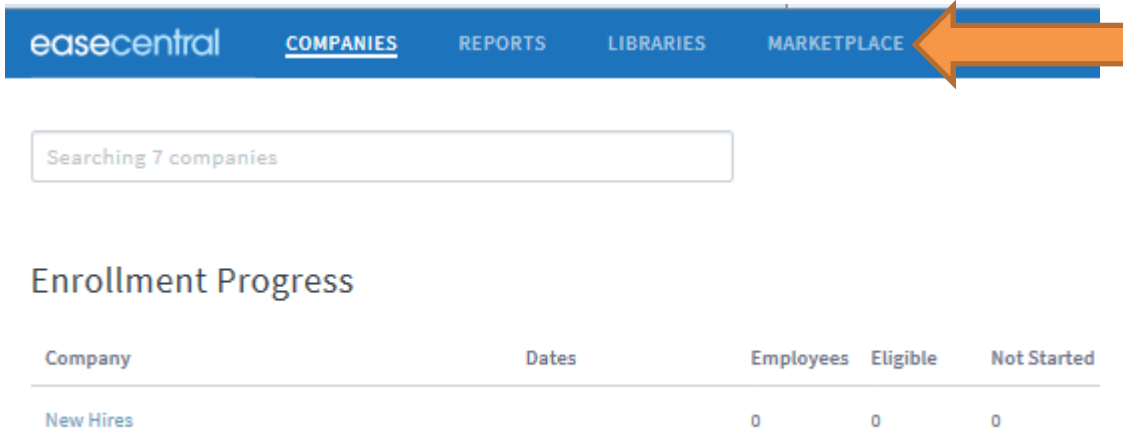 easecentral COMPANIES REPORTS LIBRARIES MARKETPLACE
Searching 7 companies
Enrollment Progress
Company Dates Employees Eligible Not Started
New Hires 0 0 0